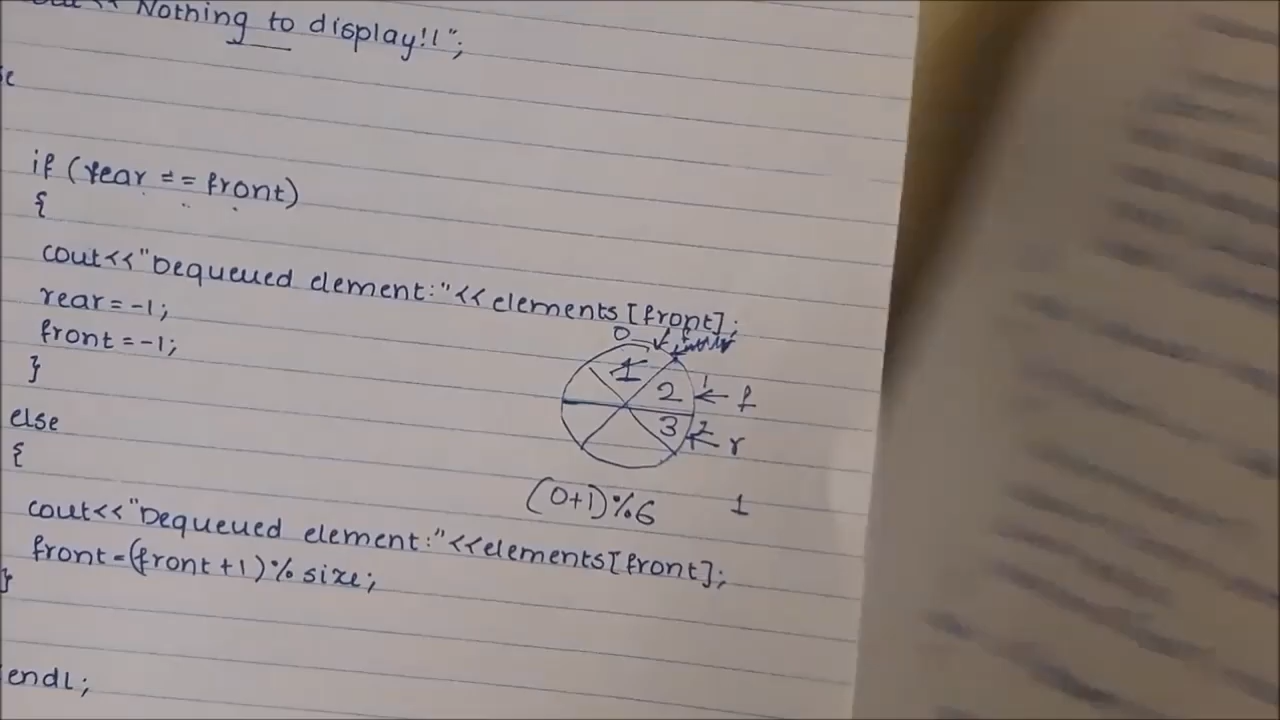 << "Nothing to display!!";
if (rear == front)
{
cout<<"Dequeued element:"<<elements[front];
rear = -1;
front = -1;
}
else
{
cout<<"Dequeued element:"<<elements[front];
front = (front + 1) % size;
}
endl;
0
1
2 1 ← f
3 2 ← r
(0+1)%6 1